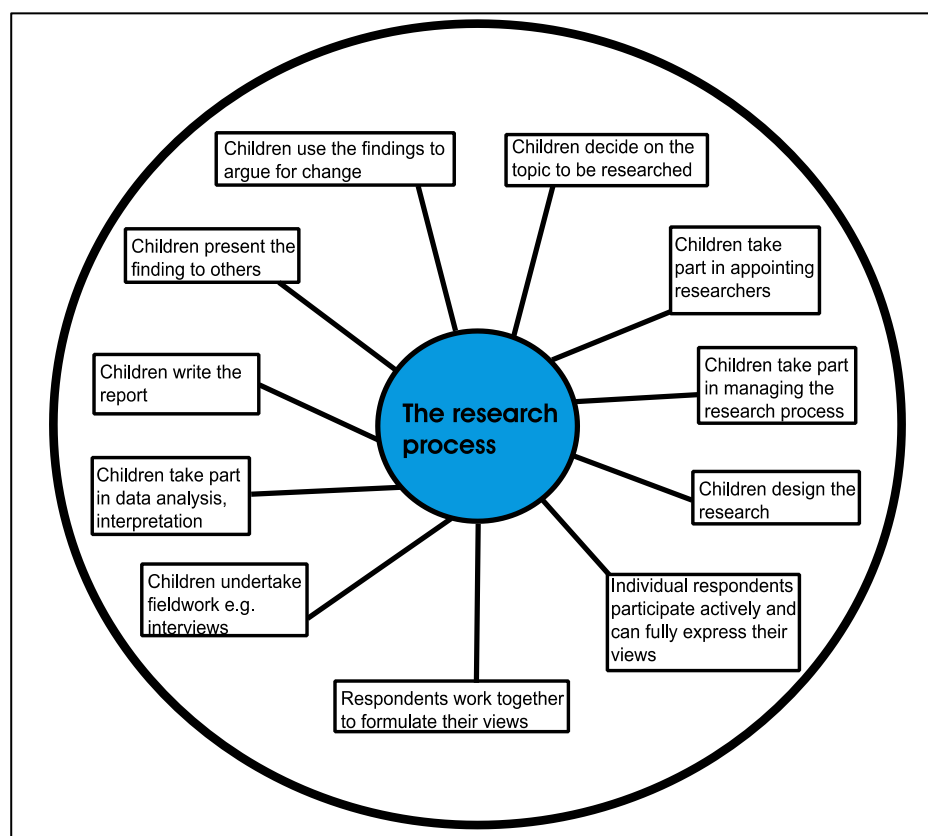 Children use the findings to
argue for change
Children decide on the
topic to be researched
Children take
part in appointing
researchers
Children take part
in managing the
research process
Children design the
research
Individual respondents
participate actively and
can fully express their
views
Respondents work together
to formulate their views
Children undertake
fieldwork e.g.
interviews
Children take part
in data analysis,
interpretation
Children write the
report
Children present the
finding to others
The research
process